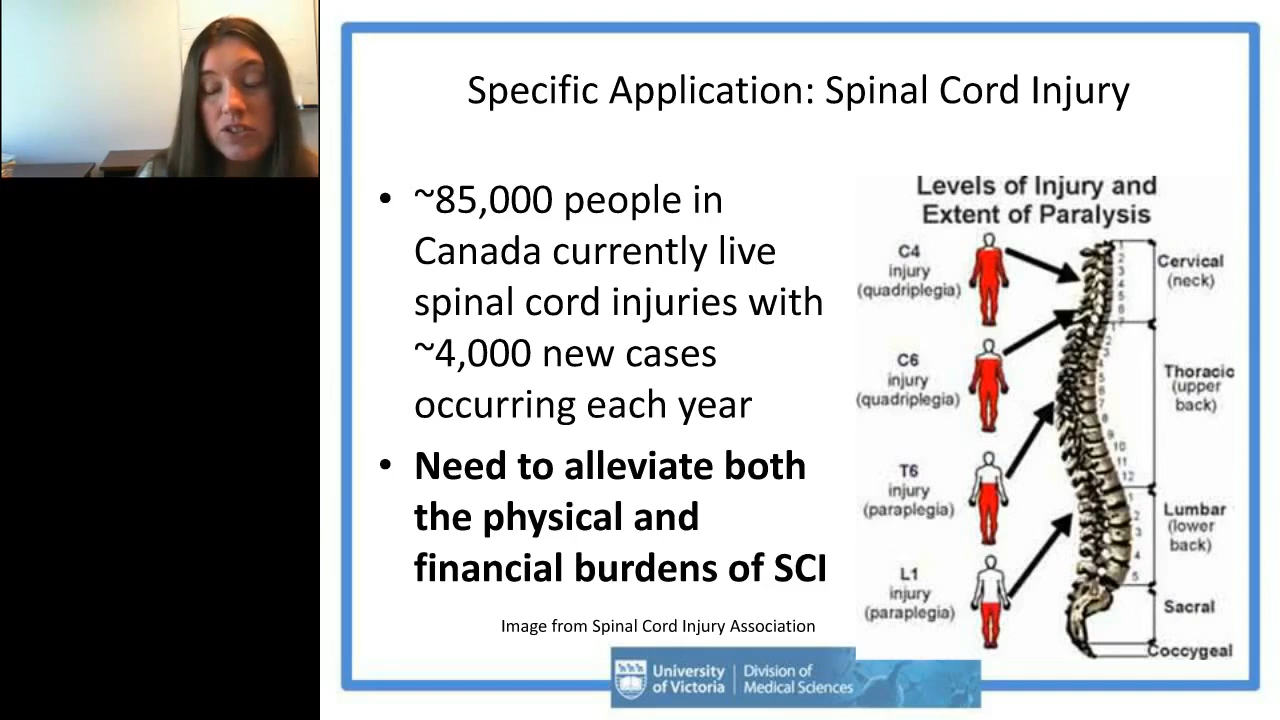 Specific Application: Spinal Cord Injury
• ~85,000 people in
Canada currently live
spinal cord injuries with
~4,000 new cases
occurring each year
• Need to alleviate both
the physical and
financial burdens of SCI
Image from Spinal Cord Injury Association
Levels of Injury and
Extent of Paralysis
C4
injury
(quadriplegia)
C6
injury
(quadriplegia)
T6
injury
(paraplegia)
L1
injury
(paraplegia)
Cervical
(neck)
Thoracic
(upper
back)
Lumbar
(lower
back)
Sacral
Coccygeal
University
of Victoria
Division of
Medical Sciences